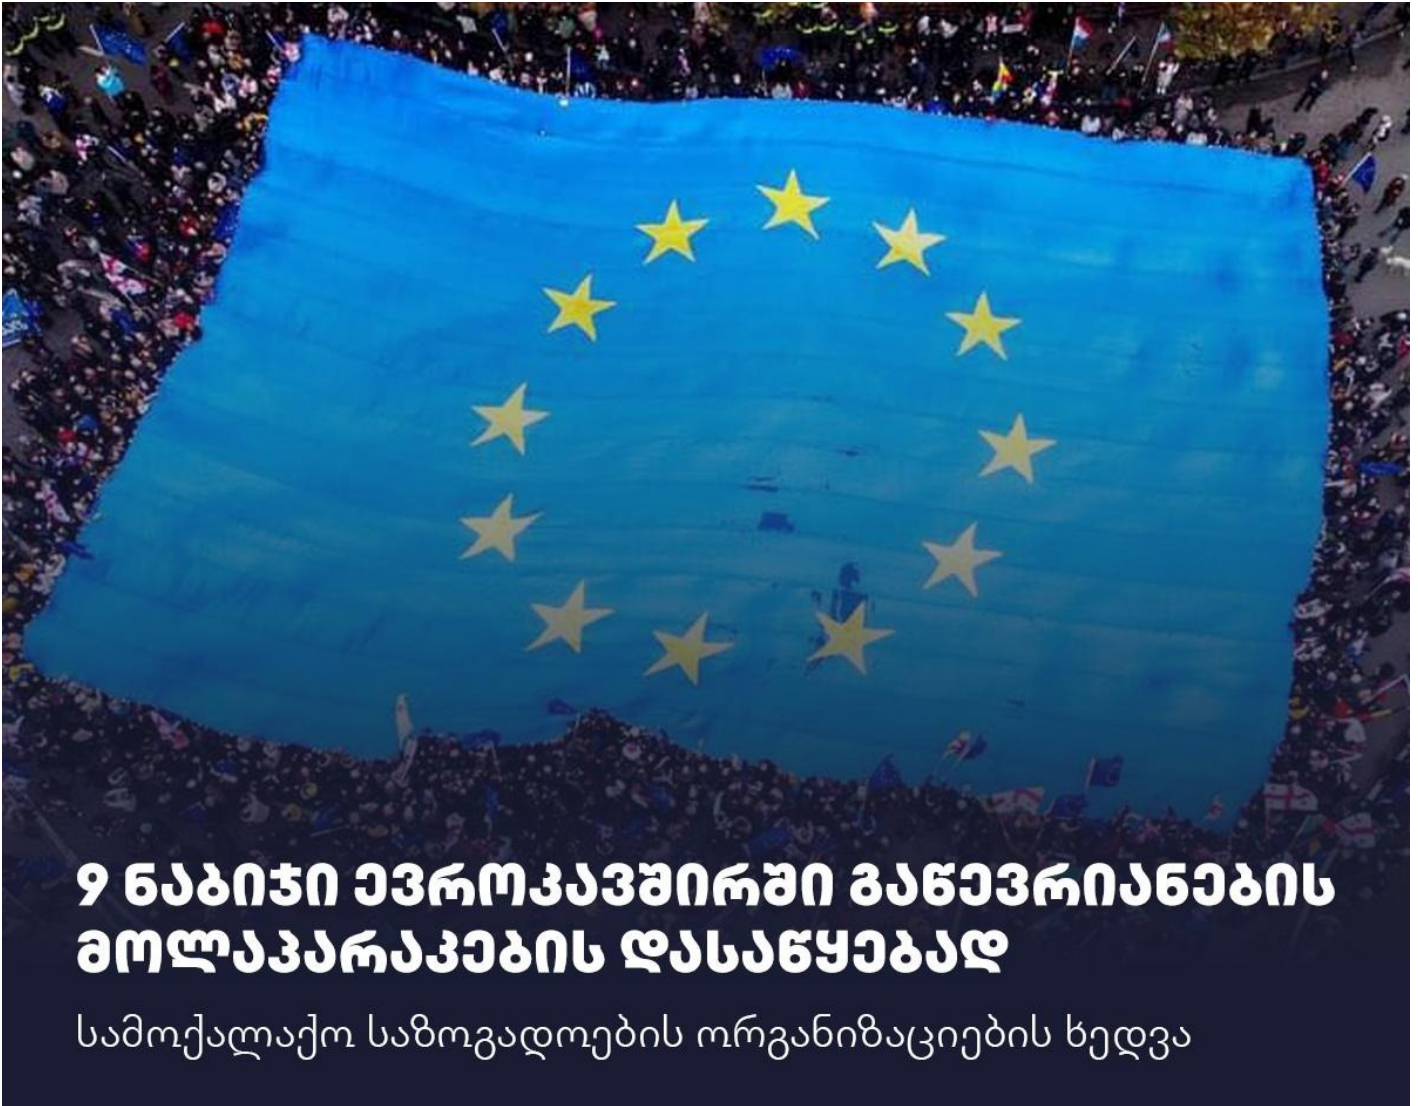 9 ნაბიჯი ევროკავშირში გაწევრიანების
მოლაპარაკების დასაწყებად
სამოქალაქო საზოგადოების ორგანიზაციების ხედვა